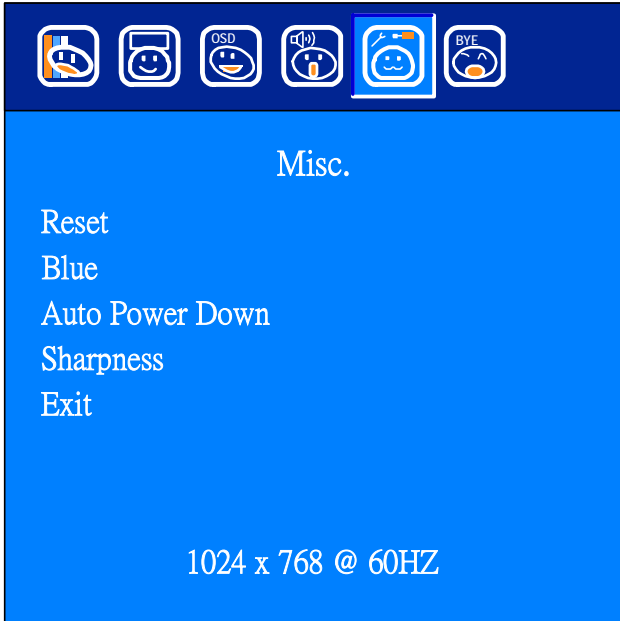 OSD
BYE
Misc.
Reset
Blue
Auto Power Down
Sharpness
Exit
1024 x 768 @ 60HZ